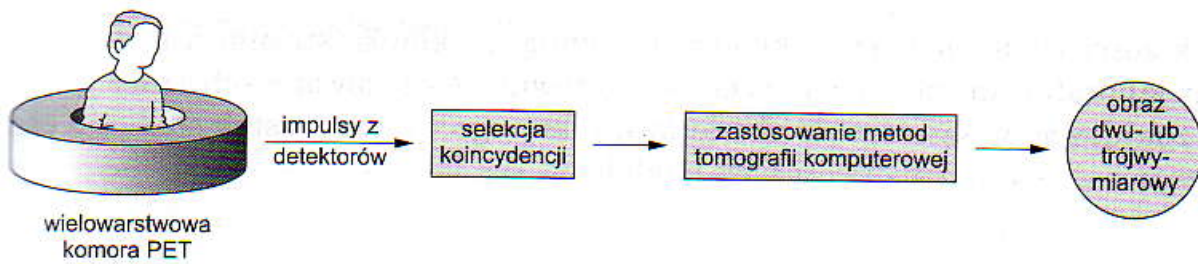 wielowarstwowa
komora PET
impulsy z
detektorów
selekcja
koincydencji
zastosowanie metod
tomografii komputerowej
obraz
dwu- lub
trójwy-
miarowy